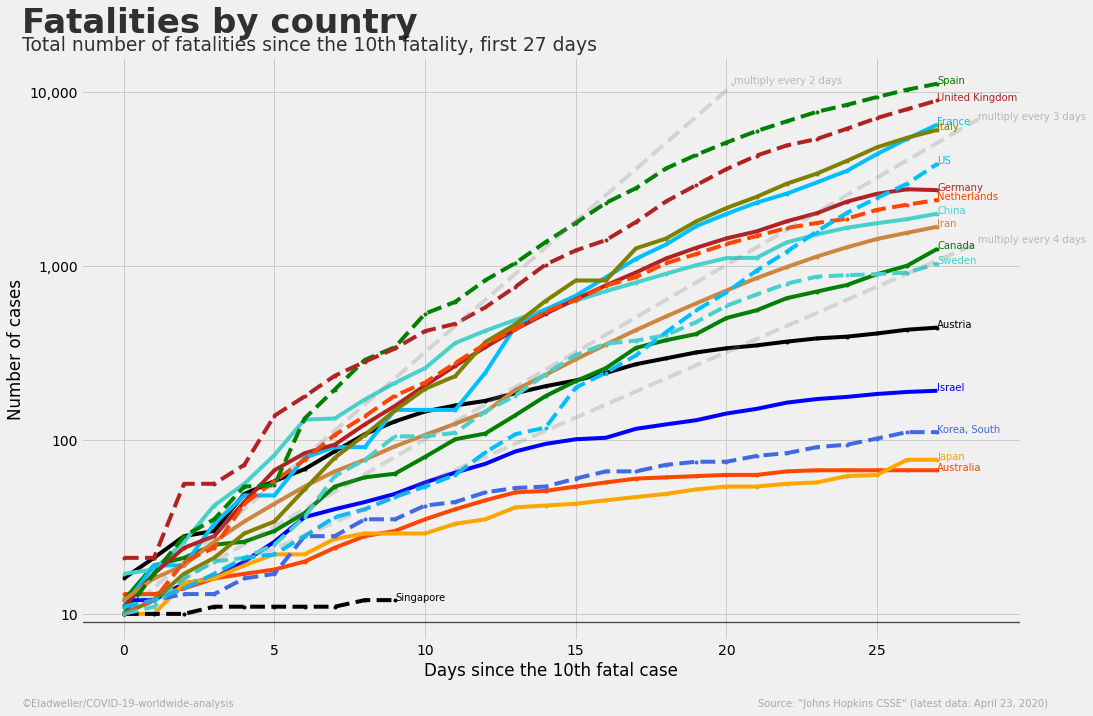 Fatalities by country
Total number of fatalities since the 10th fatality, first 27 days
multiply every 2 days
Spain
10,000
United Kingdom
multiply every 3 days
France
Italy
US
Germany
Netherlands
China
Iran
multiply every 4 days
Canada
1,000
Sweden
Austria
Israel
Korea, South
100
Japan
Australia
Singapore
10
Number of cases
0 5 10 15 20 25
Days since the 10th fatal case
©Eladweller/COVID-19-worldwide-analysis
Source: "Johns Hopkins CSSE" (latest data: April 23, 2020)